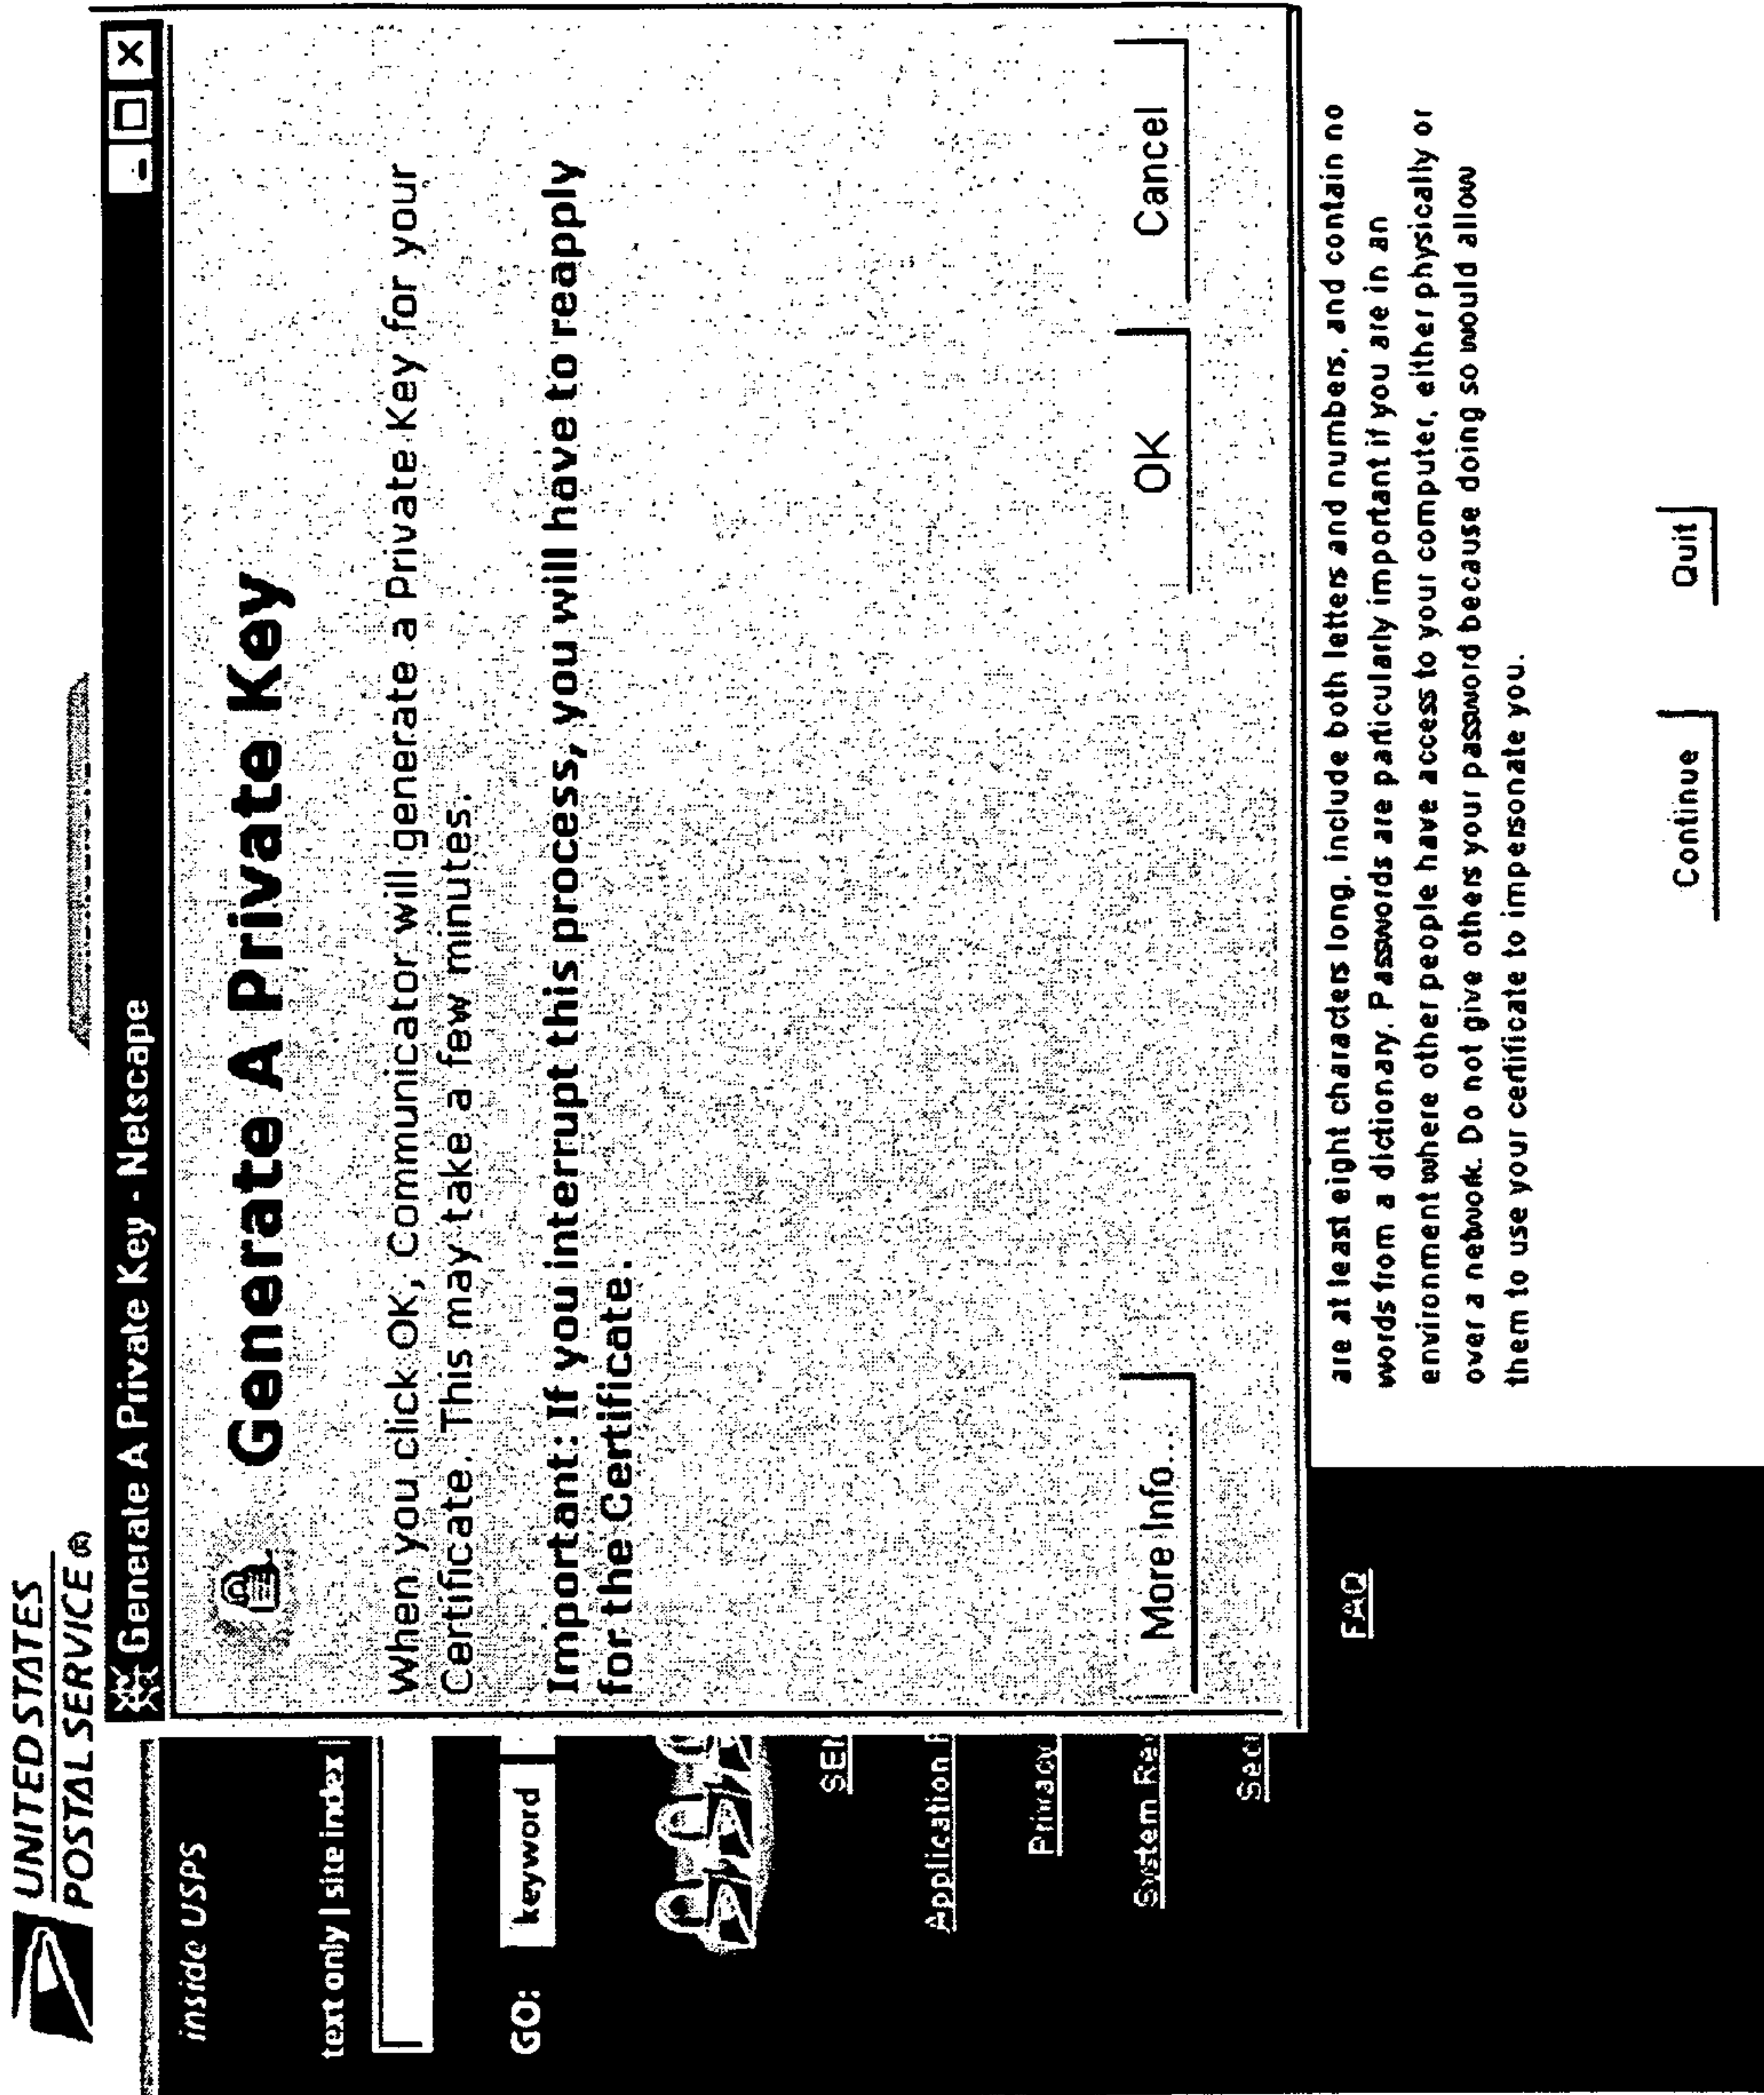 UNITED STATES
POSTAL SERVICE ®
Generate A Private Key - Netscape
inside USPS
text only | site index |
GO: keyword
SE
Application
Privacy
System Re
Sec
FAQ
Generate A Private Key
When you click OK, Communicator will generate a Private Key for your
Certificate. This may take a few minutes.
Important: If you interrupt this process, you will have to reapply
for the Certificate.
More Info...
OK
Cancel
are at least eight characters long, include both letters and numbers, and contain no
words from a dictionary. Passwords are particularly important if you are in an
environment where other people have access to your computer, either physically or
over a network. Do not give others your password because doing so would allow
them to use your certificate to impersonate you.
Continue
Quit